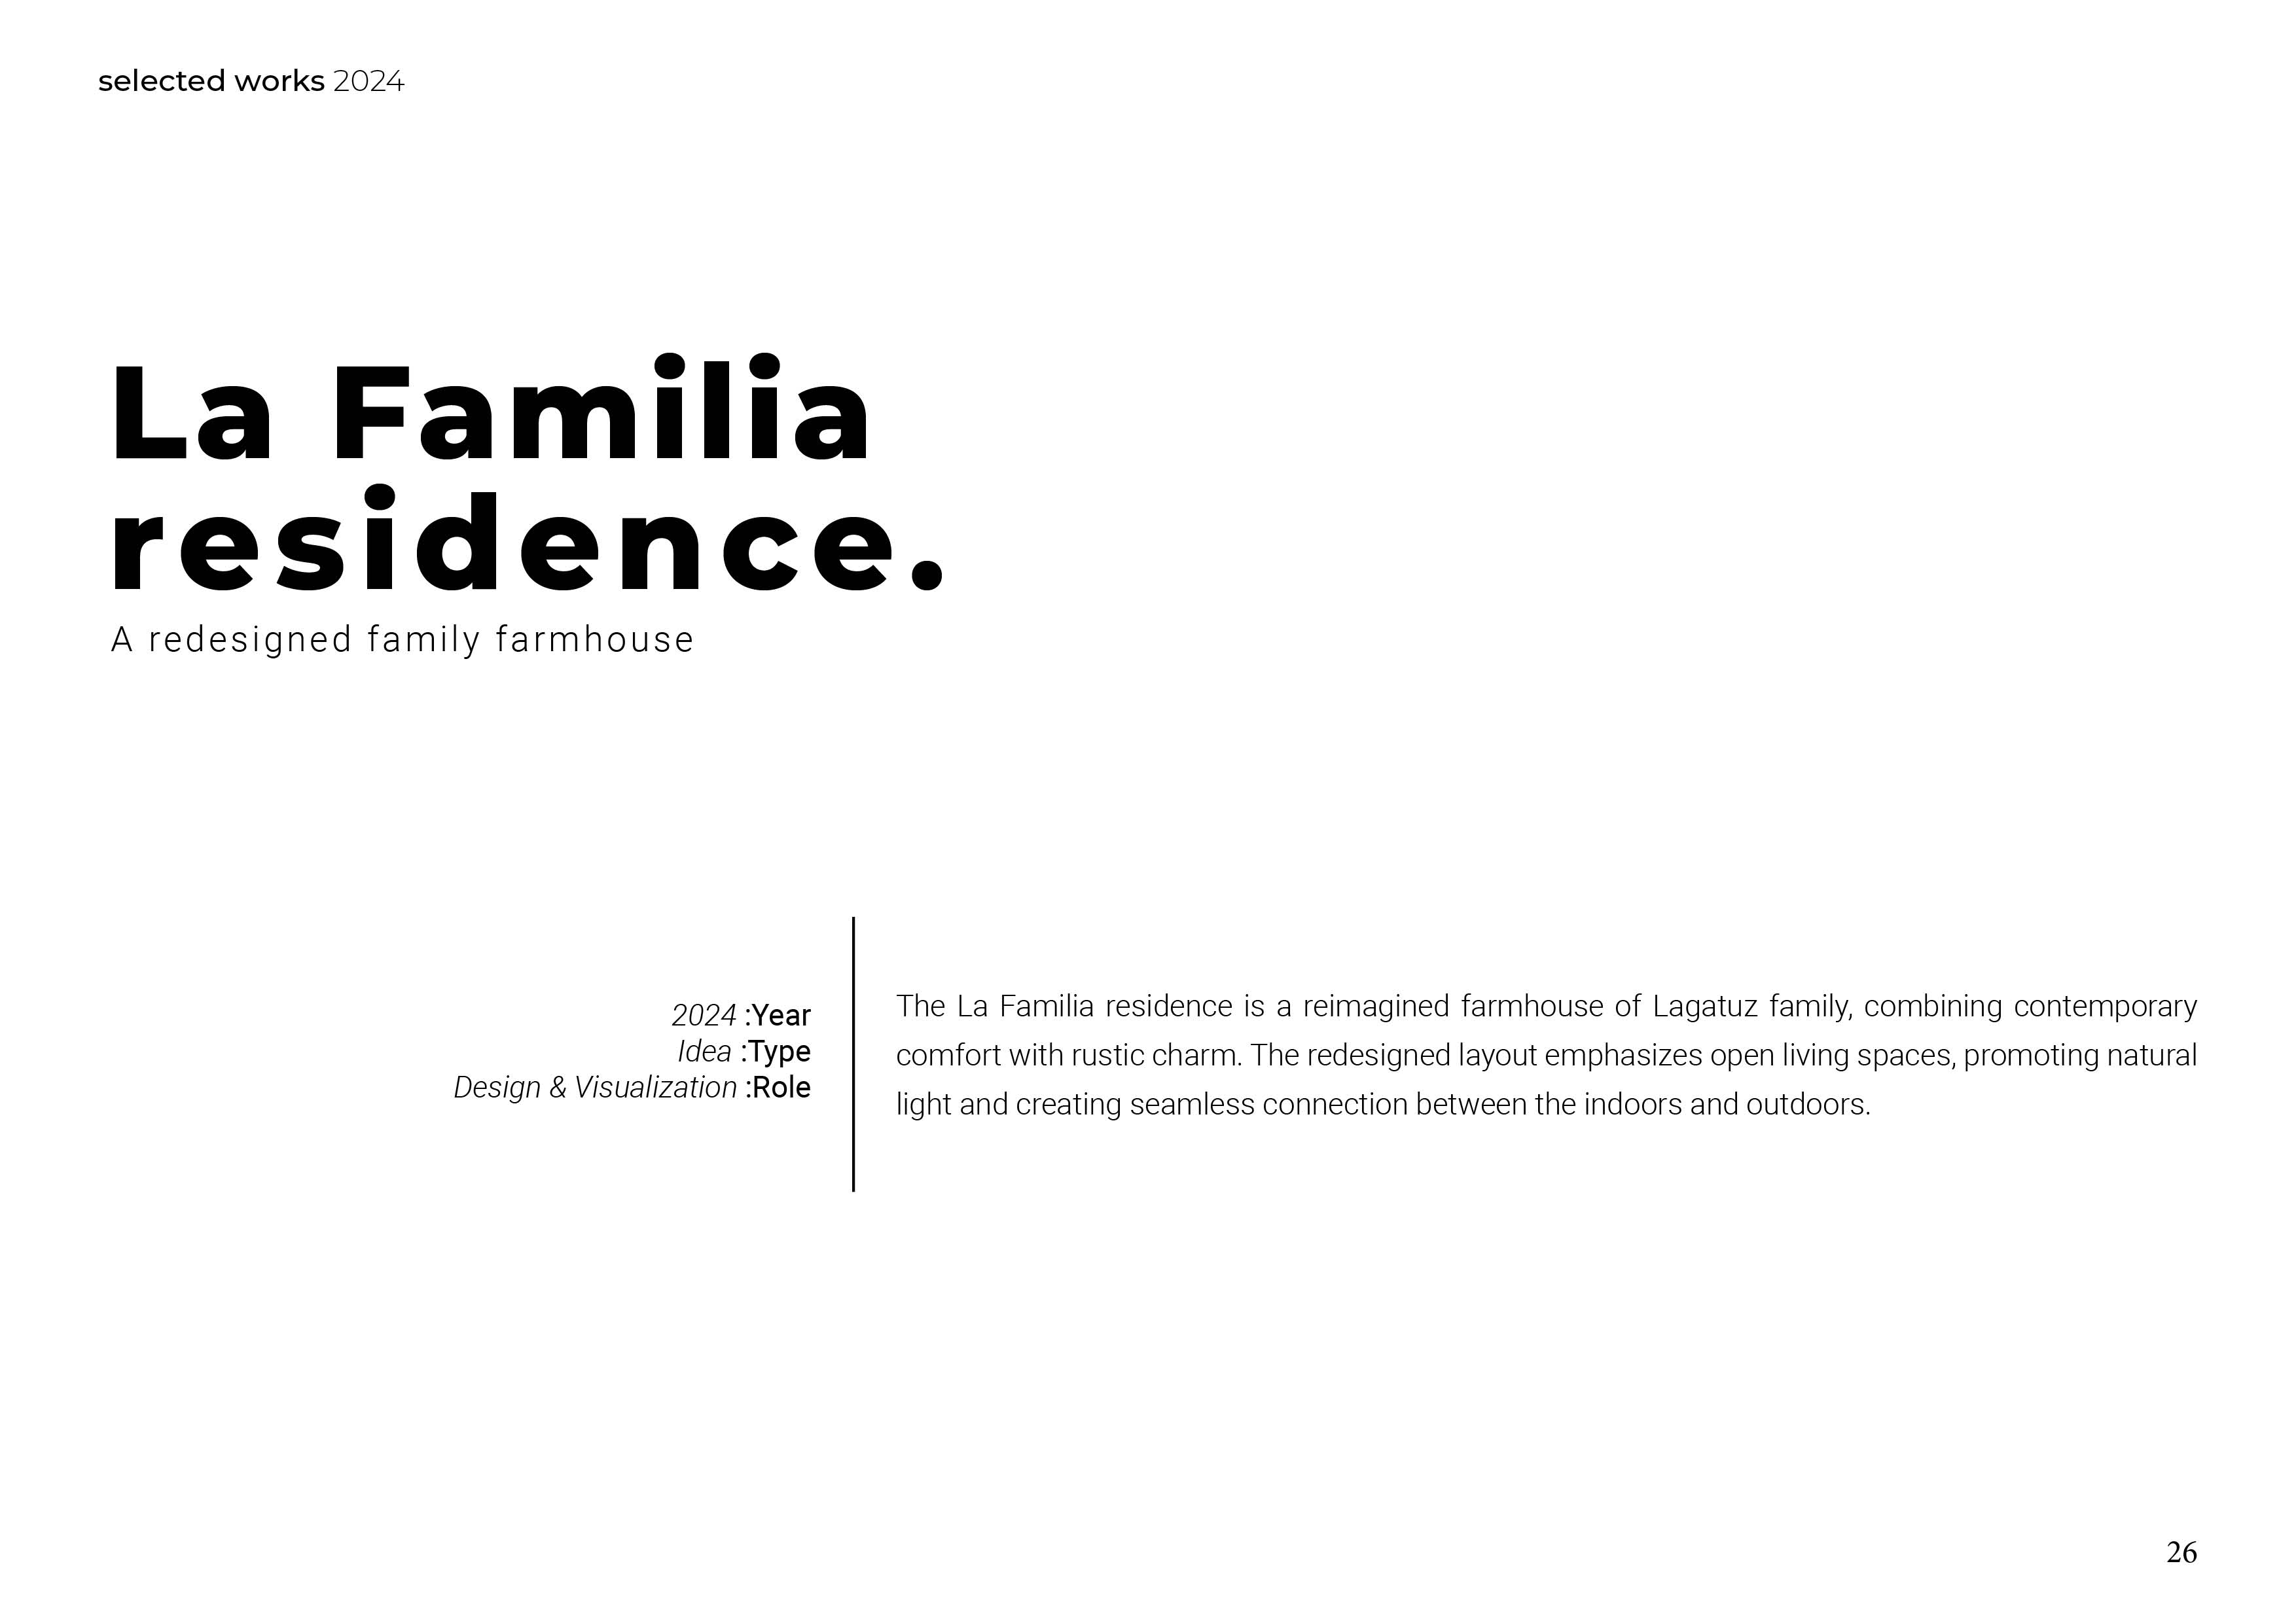 selected works 2024
La Familia
residence.
A redesigned family farmhouse
2024 :Year
Idea :Type
Design & Visualization :Role
The La Familia residence is a reimagined farmhouse of Lagatuz family, combining contemporary
comfort with rustic charm. The redesigned layout emphasizes open living spaces, promoting natural
light and creating seamless connection between the indoors and outdoors.
26